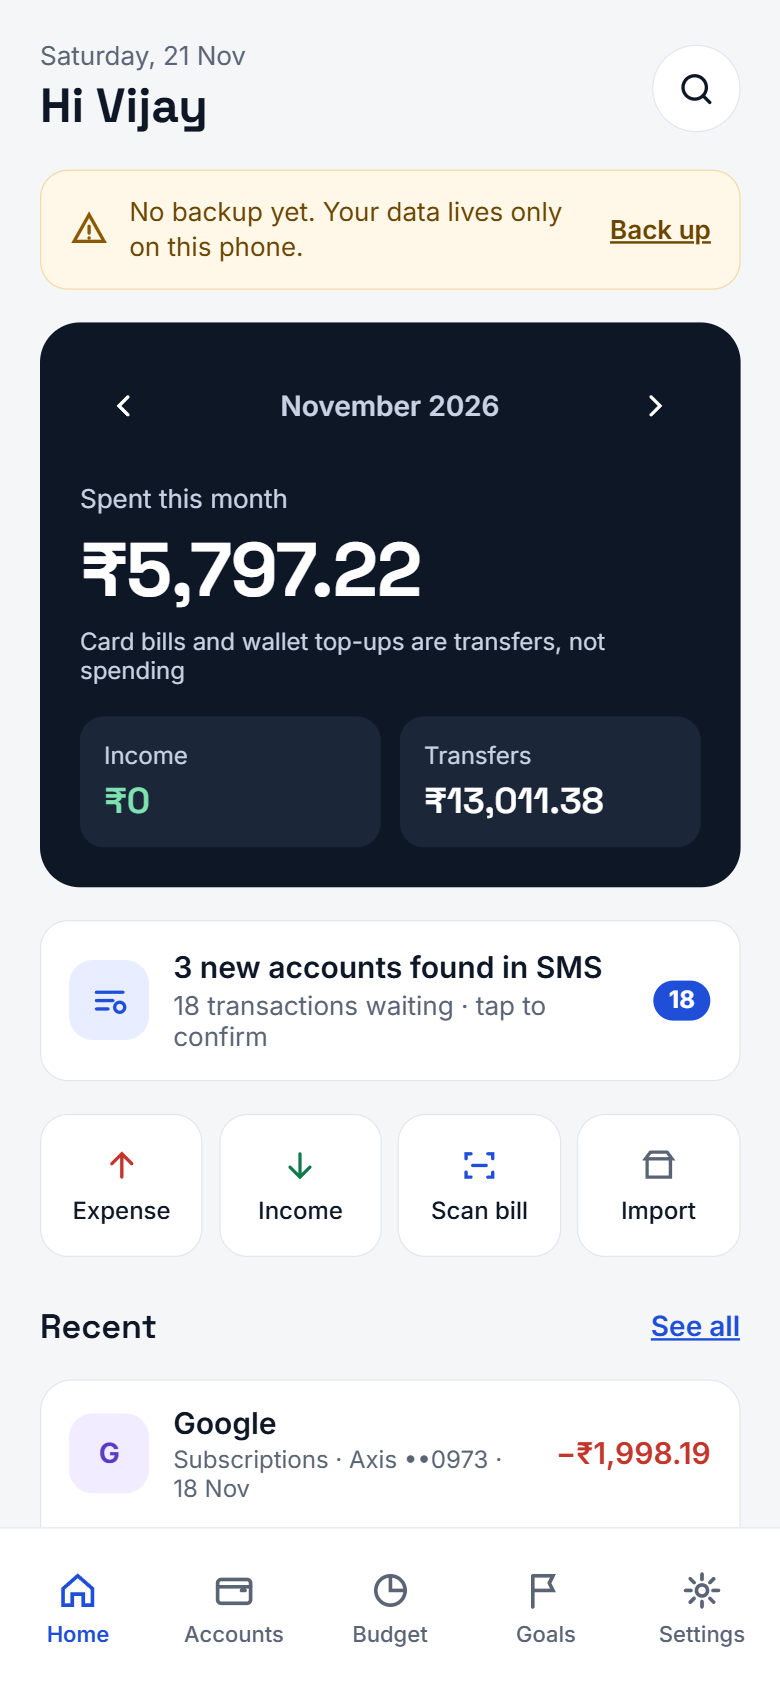 Saturday, 21 Nov
Hi Vijay
No backup yet. Your data lives only
on this phone.
Back up
November 2026
Spent this month
₹5,797.22
Card bills and wallet top-ups are transfers, not
spending
Income
₹0
Transfers
₹13,011.38
3 new accounts found in SMS
18 transactions waiting · tap to
confirm
18
Expense
Income
Scan bill
Import
Recent
See all
G
Google
Subscriptions · Axis ••0973 ·
18 Nov
−₹1,998.19
Home
Accounts
Budget
Goals
Settings